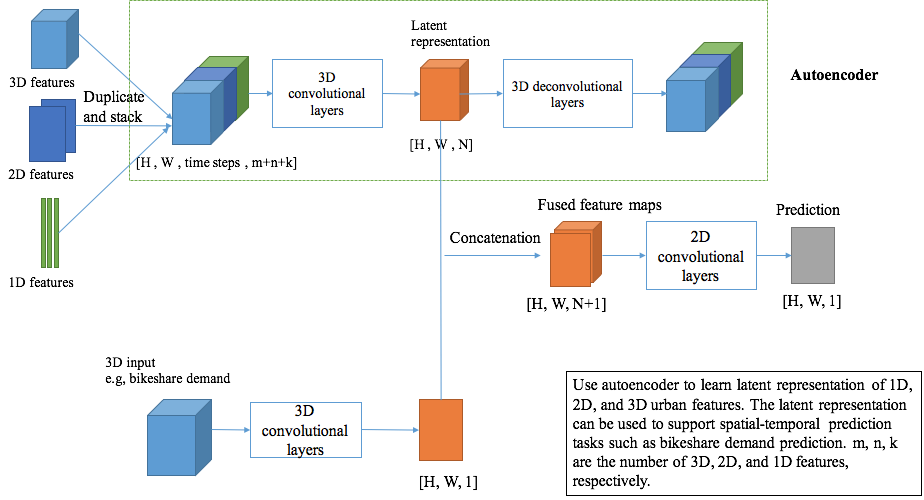 3D features
Duplicate
and stack
2D features
1D features
[H , W , time steps , m+n+k]
3D
convolutional
layers
Latent
representation
[H , W , N]
3D deconvolutional
layers
Autoencoder
Concatenation
Fused feature maps
[H, W, N+1]
2D
convolutional
layers
Prediction
[H, W, 1]
3D input
e.g, bikeshare demand
3D
convolutional
layers
[H, W, 1]
Use autoencoder to learn latent representation of 1D,
2D, and 3D urban features. The latent representation
can be used to support spatial-temporal prediction
tasks such as bikeshare demand prediction. m, n, k
are the number of 3D, 2D, and 1D features,
respectively.